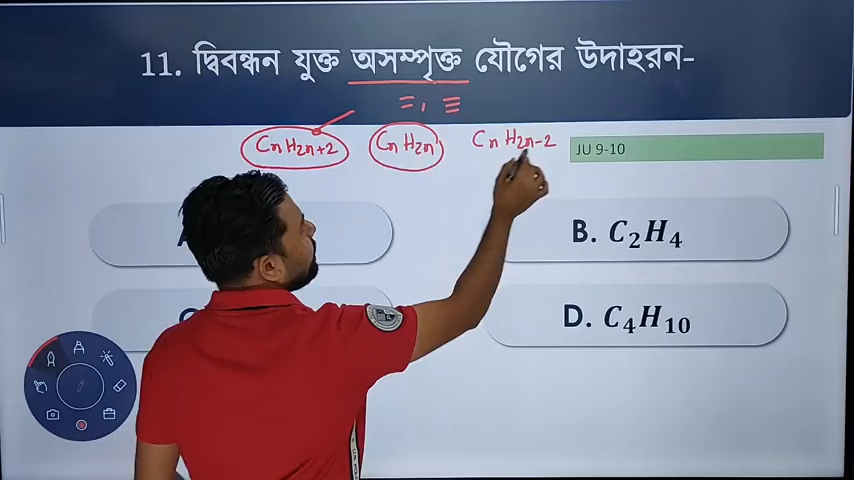 11. দ্বিবন্ধন যুক্ত অসম্পৃক্ত যৌগের উদাহরন-
=, ≡
CnH2n+2 CnH2n CnH2n-2
JU 9-10
B. C₂H₄
D. C₄H₁₀